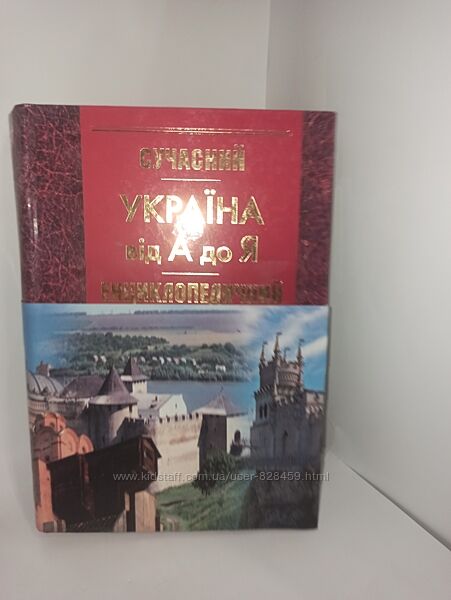 СУЧАСНИЙ
УКРАЇНА
від А до Я
ЕНЦИКЛОПЕДИЧНИЙ
www.kidstaff.com.ua/user-828459.html